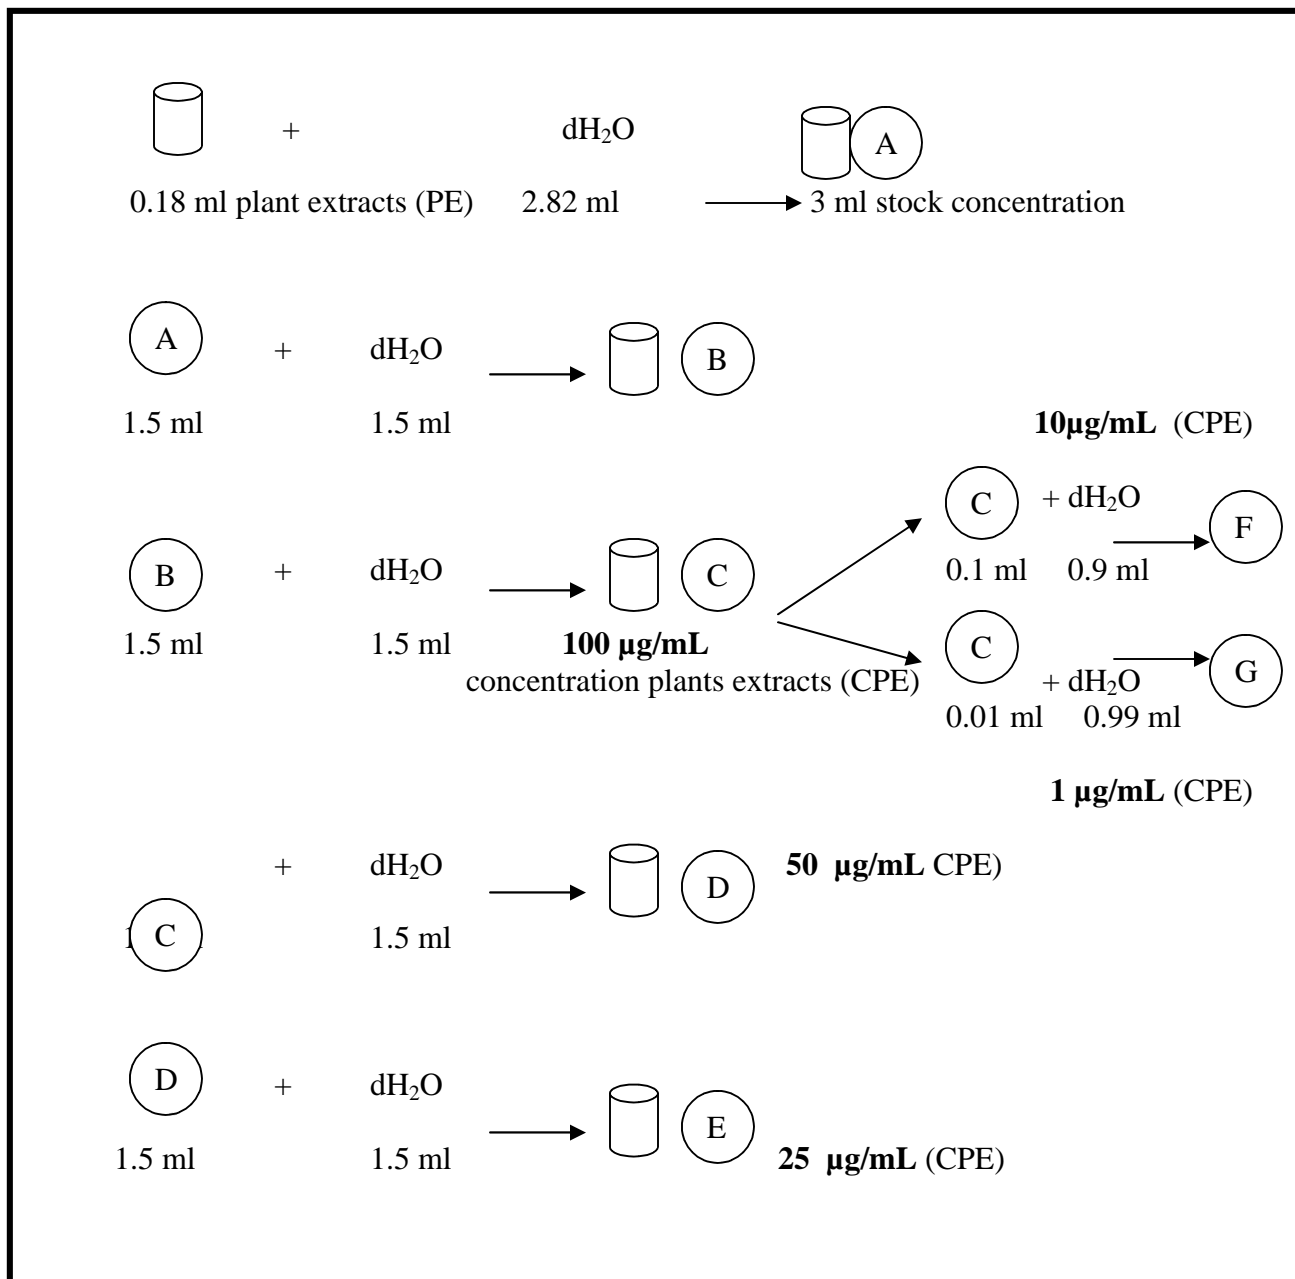 + dH₂O A
0.18 ml plant extracts (PE) 2.82 ml 3 ml stock concentration
A + dH₂O B
1.5 ml 1.5 ml
10µg/mL (CPE)
C + dH₂O F
0.1 ml 0.9 ml
B + dH₂O C
1.5 ml 1.5 ml 100 µg/mL
concentration plants extracts (CPE)
C + dH₂O G
0.01 ml 0.99 ml
1 µg/mL (CPE)
C + dH₂O D 50 µg/mL CPE)
1.5 ml
D + dH₂O E
1.5 ml 1.5 ml 25 µg/mL (CPE)